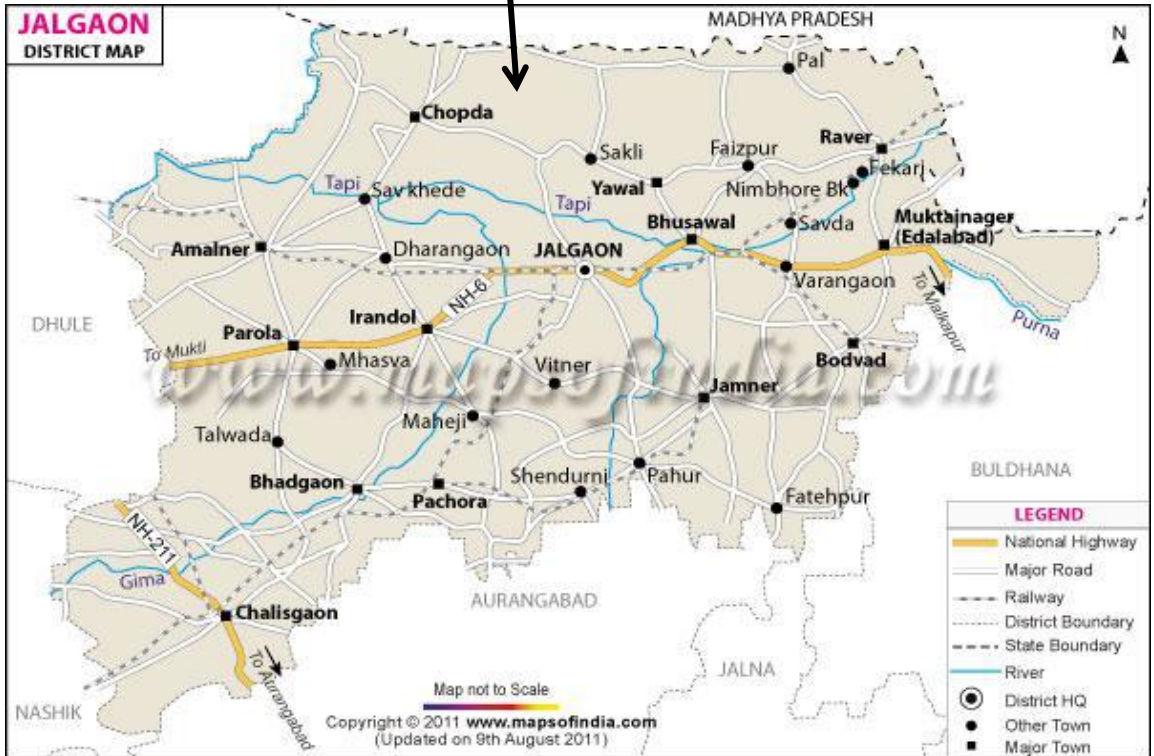 JALGAON
DISTRICT MAP
MADHYA PRADESH
N
Pal
Chopda
Raver
Sakli
Faizpur
Fekari
Yawal
Nimbhore Bk
Tapi
Savkhede
Tapi
Savda
Bhusawal
Muktajnager
(Edalabad)
Amalner
Dharangaon
JALGAON
Varangaon
To Malkapur
NH-6
DHULE
Irandol
Purna
Parola
To Mukti
Mhasva
Vitner
Bodvad
www.mapsofindia.com
Jamner
Maheji
Talwada
Shendurni
Pahur
BULDHANA
Bhadgaon
Pachora
Fatehpur
NH-211
Gima
AURANGABAD
Chalisgaon
To Aurangabad
JALNA
NASHIK
LEGEND
National Highway
Major Road
Railway
District Boundary
State Boundary
River
District HQ
Other Town
Major Town
Map not to Scale
Copyright © 2011 www.mapsofindia.com
(Updated on 9th August 2011)